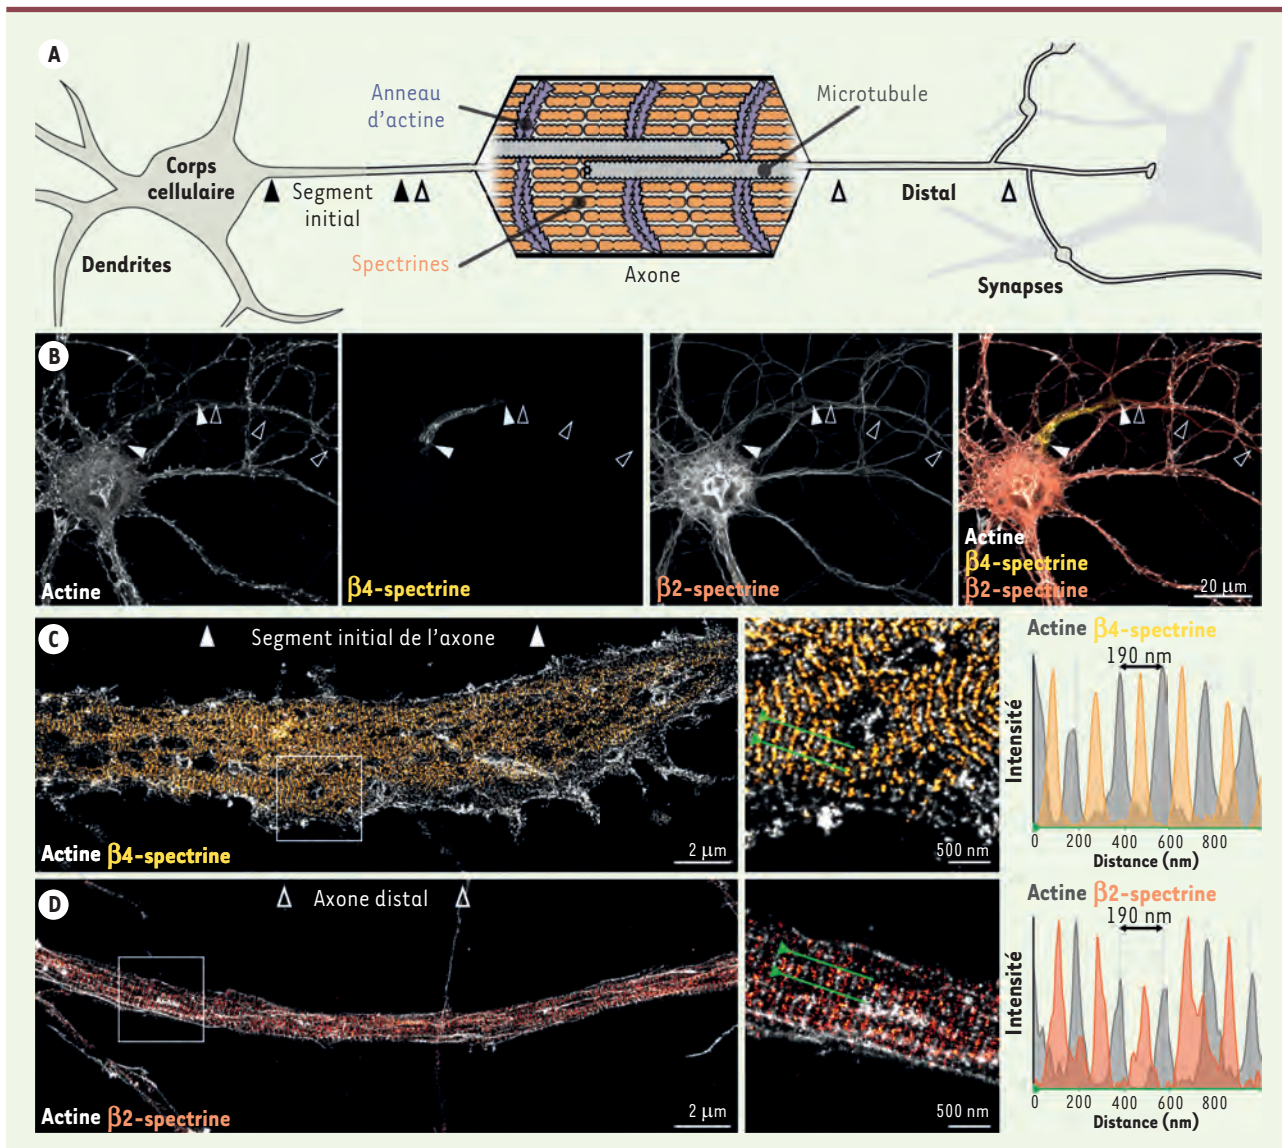 A
Anneau
d'actine
Microtubule
Corps
cellulaire
Segment
initial
Distal
Dendrites
Spectrines
Axone
Synapses
B
Actine
β4-spectrine
β2-spectrine
Actine
β4-spectrine
β2-spectrine
20 μm
C
Segment initial de l'axone
Actine β4-spectrine
2 μm
500 nm
Actine β4-spectrine
190 nm
Intensité
0 200 400 600 800
Distance (nm)
D
Axone distal
Actine β2-spectrine
2 μm
500 nm
Actine β2-spectrine
190 nm
Intensité
0 200 400 600 800
Distance (nm)